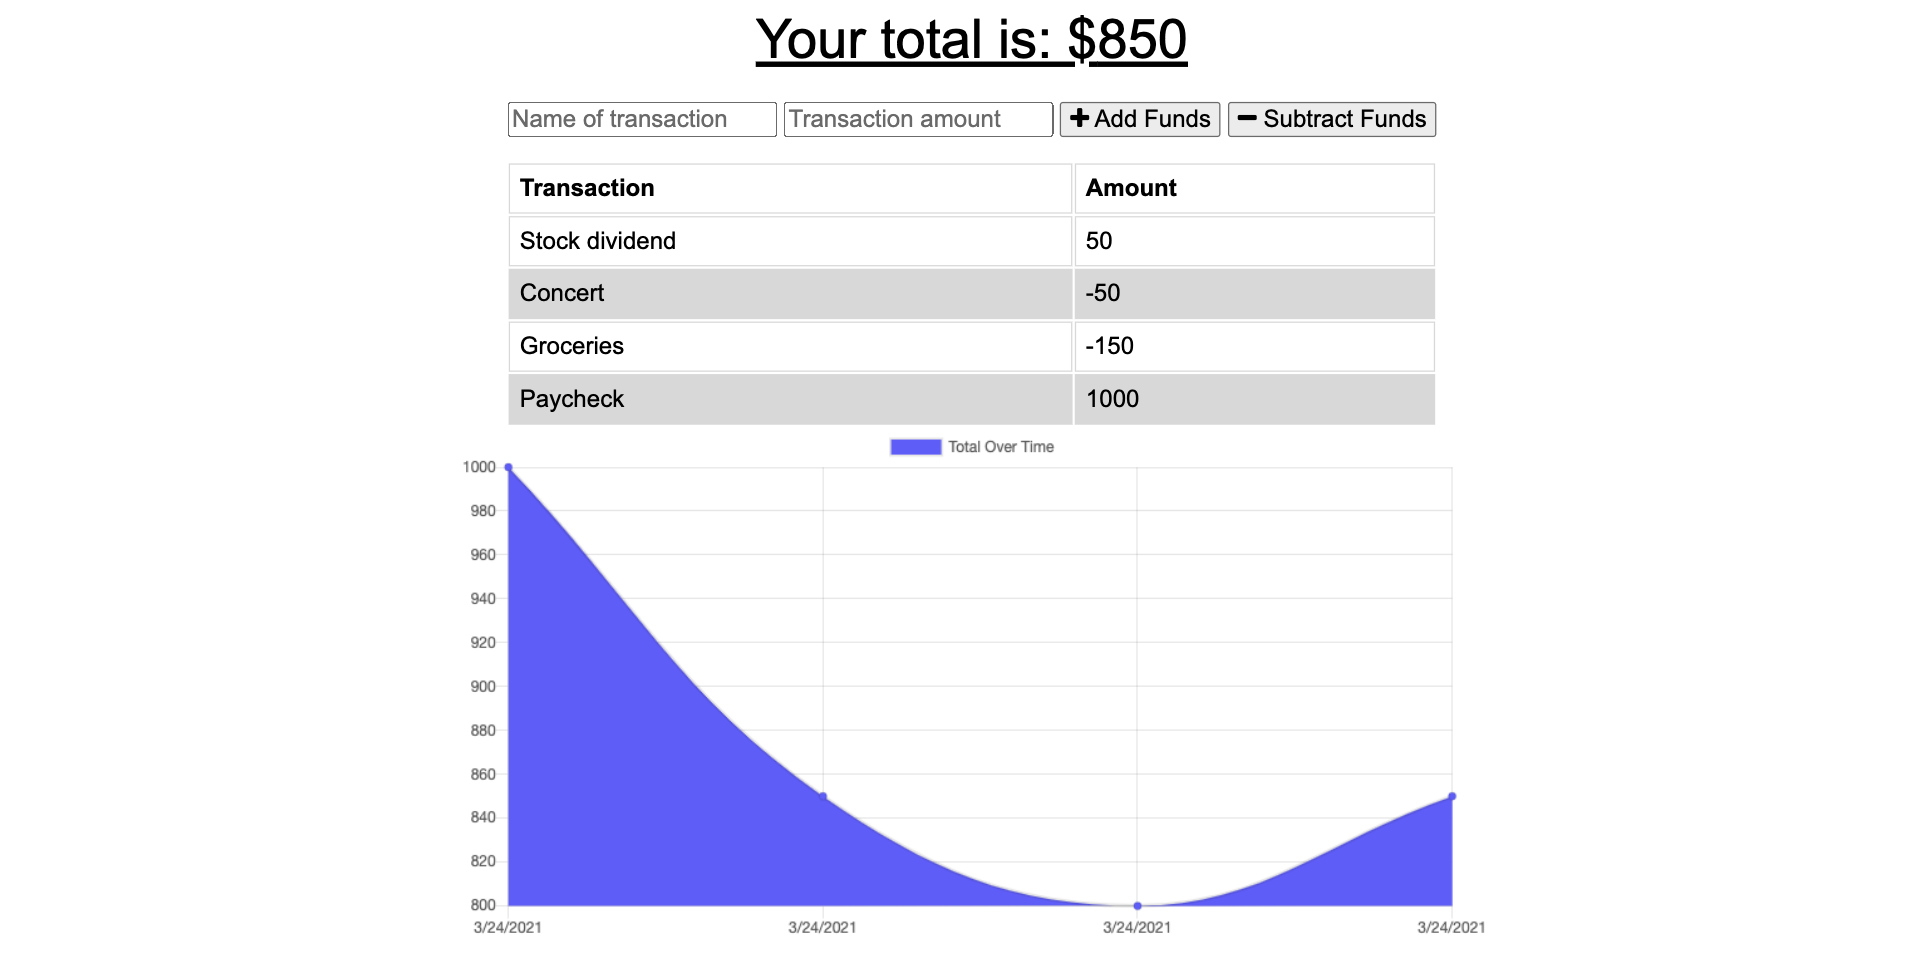 Your total is: $850
Name of transaction Transaction amount Add Funds Subtract Funds
Transaction Amount
Stock dividend 50
Concert -50
Groceries -150
Paycheck 1000
Total Over Time
1000
980
960
940
920
900
880
860
840
820
800
3/24/2021 3/24/2021 3/24/2021 3/24/2021